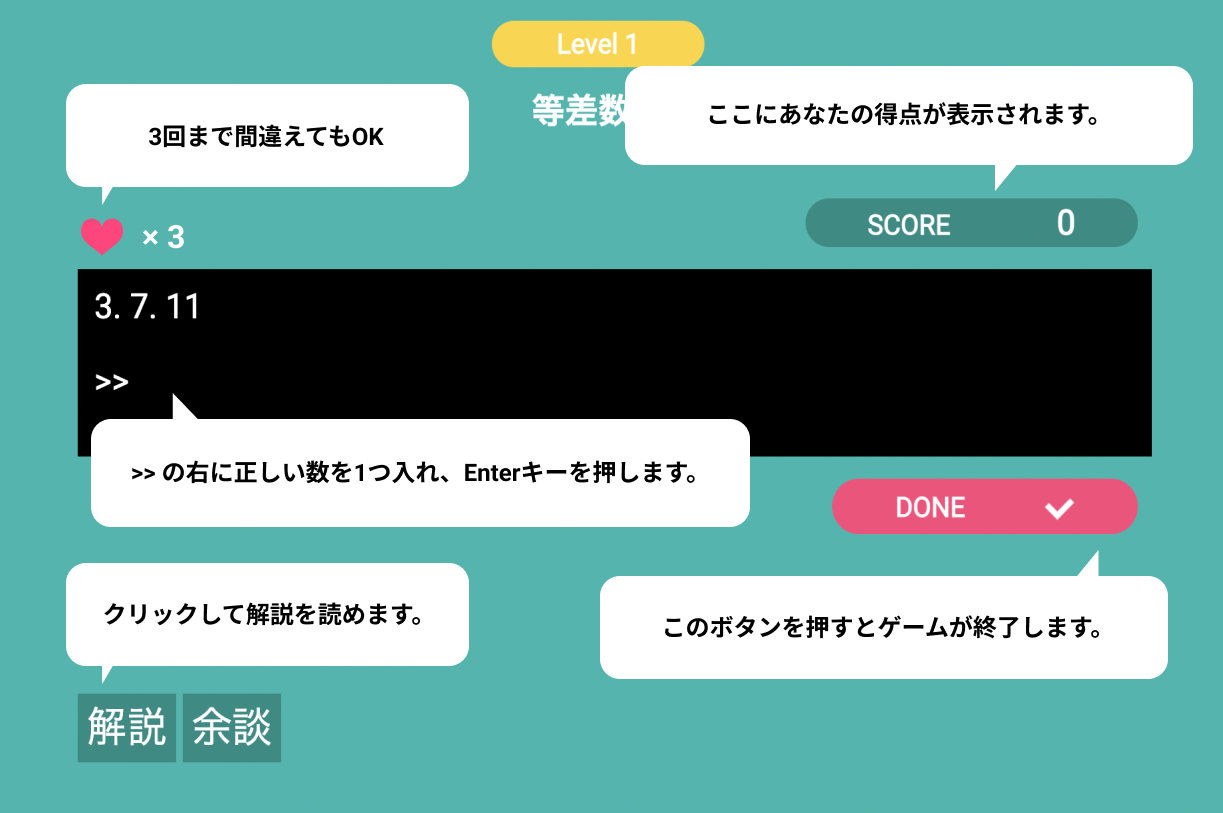 Level 1
等差数
ここにあなたの得点が表示されます。
3回まで間違えてもOK
× 3
SCORE 0
3. 7. 11
>>
>> の右に正しい数を1つ入れ、Enterキーを押します。
DONE
クリックして解説を読めます。
このボタンを押すとゲームが終了します。
解説 余談